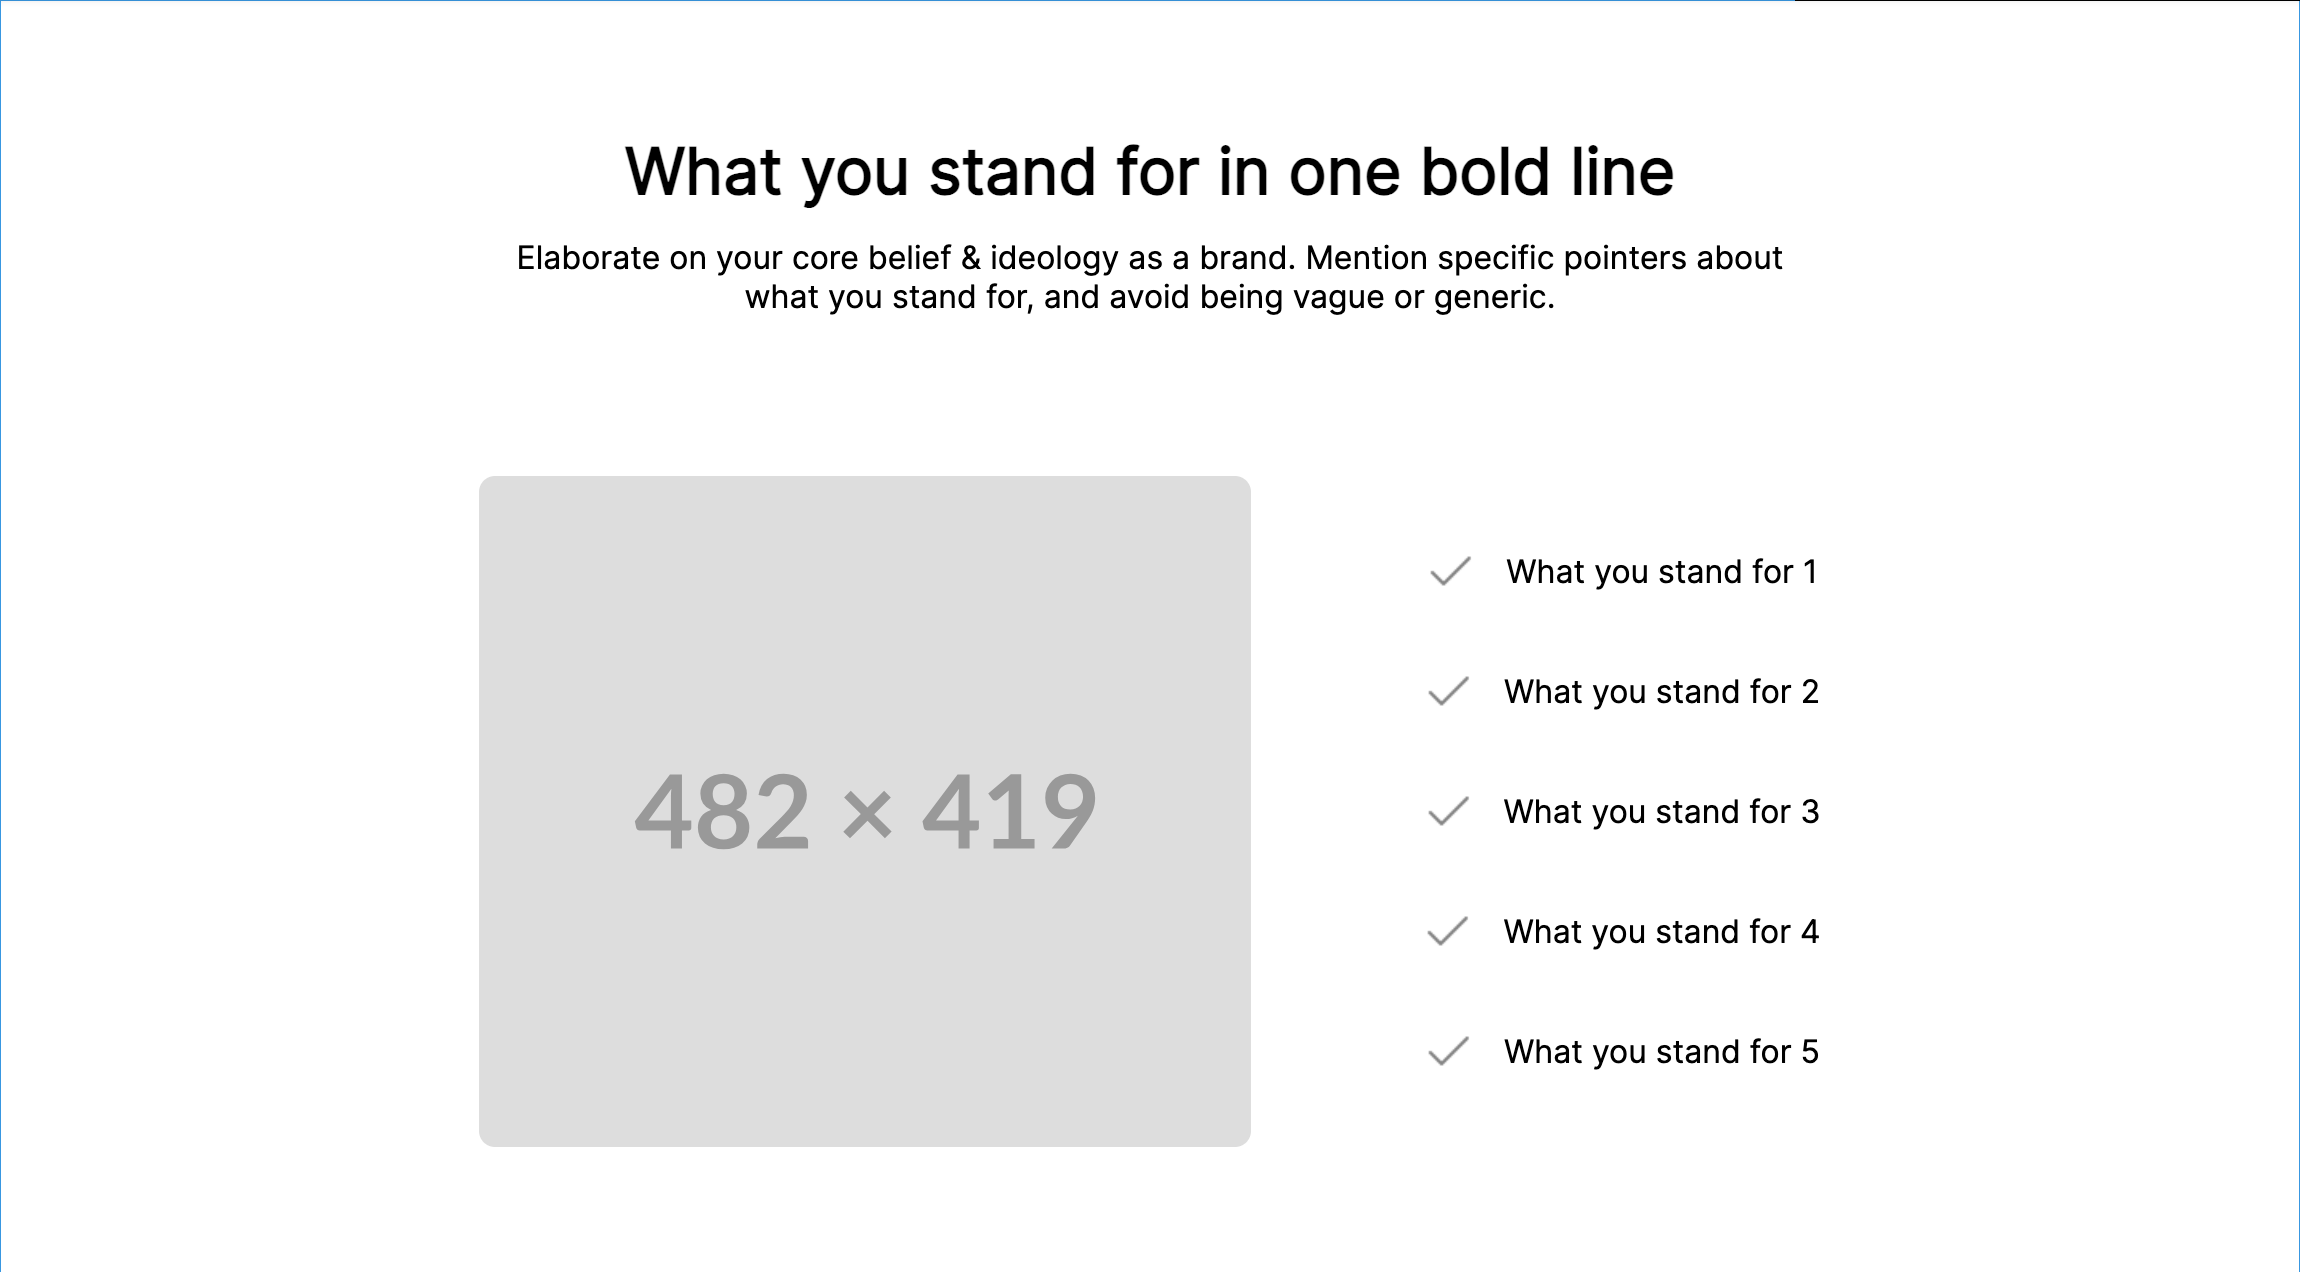 What you stand for in one bold line
Elaborate on your core belief & ideology as a brand. Mention specific pointers about
what you stand for, and avoid being vague or generic.
482 × 419
What you stand for 1
What you stand for 2
What you stand for 3
What you stand for 4
What you stand for 5